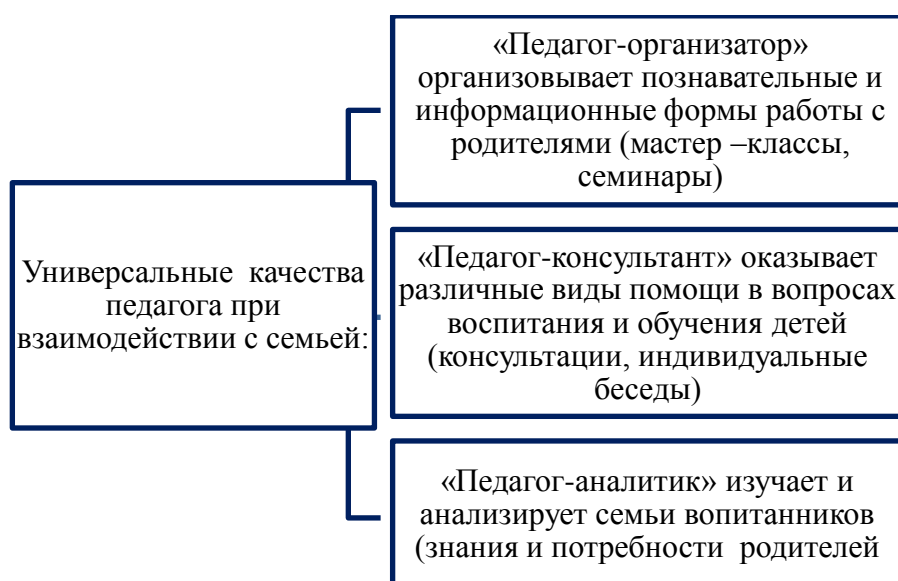 Универсальные качества
педагога при
взаимодействии с семьей:
«Педагог-организатор»
организовывает познавательные и
информационные формы работы с
родителями (мастер –классы,
семинары)
«Педагог-консультант» оказывает
различные виды помощи в вопросах
воспитания и обучения детей
(консультации, индивидуальные
беседы)
«Педагог-аналитик» изучает и
анализирует семьи вопитанников
(знания и потребности родителей